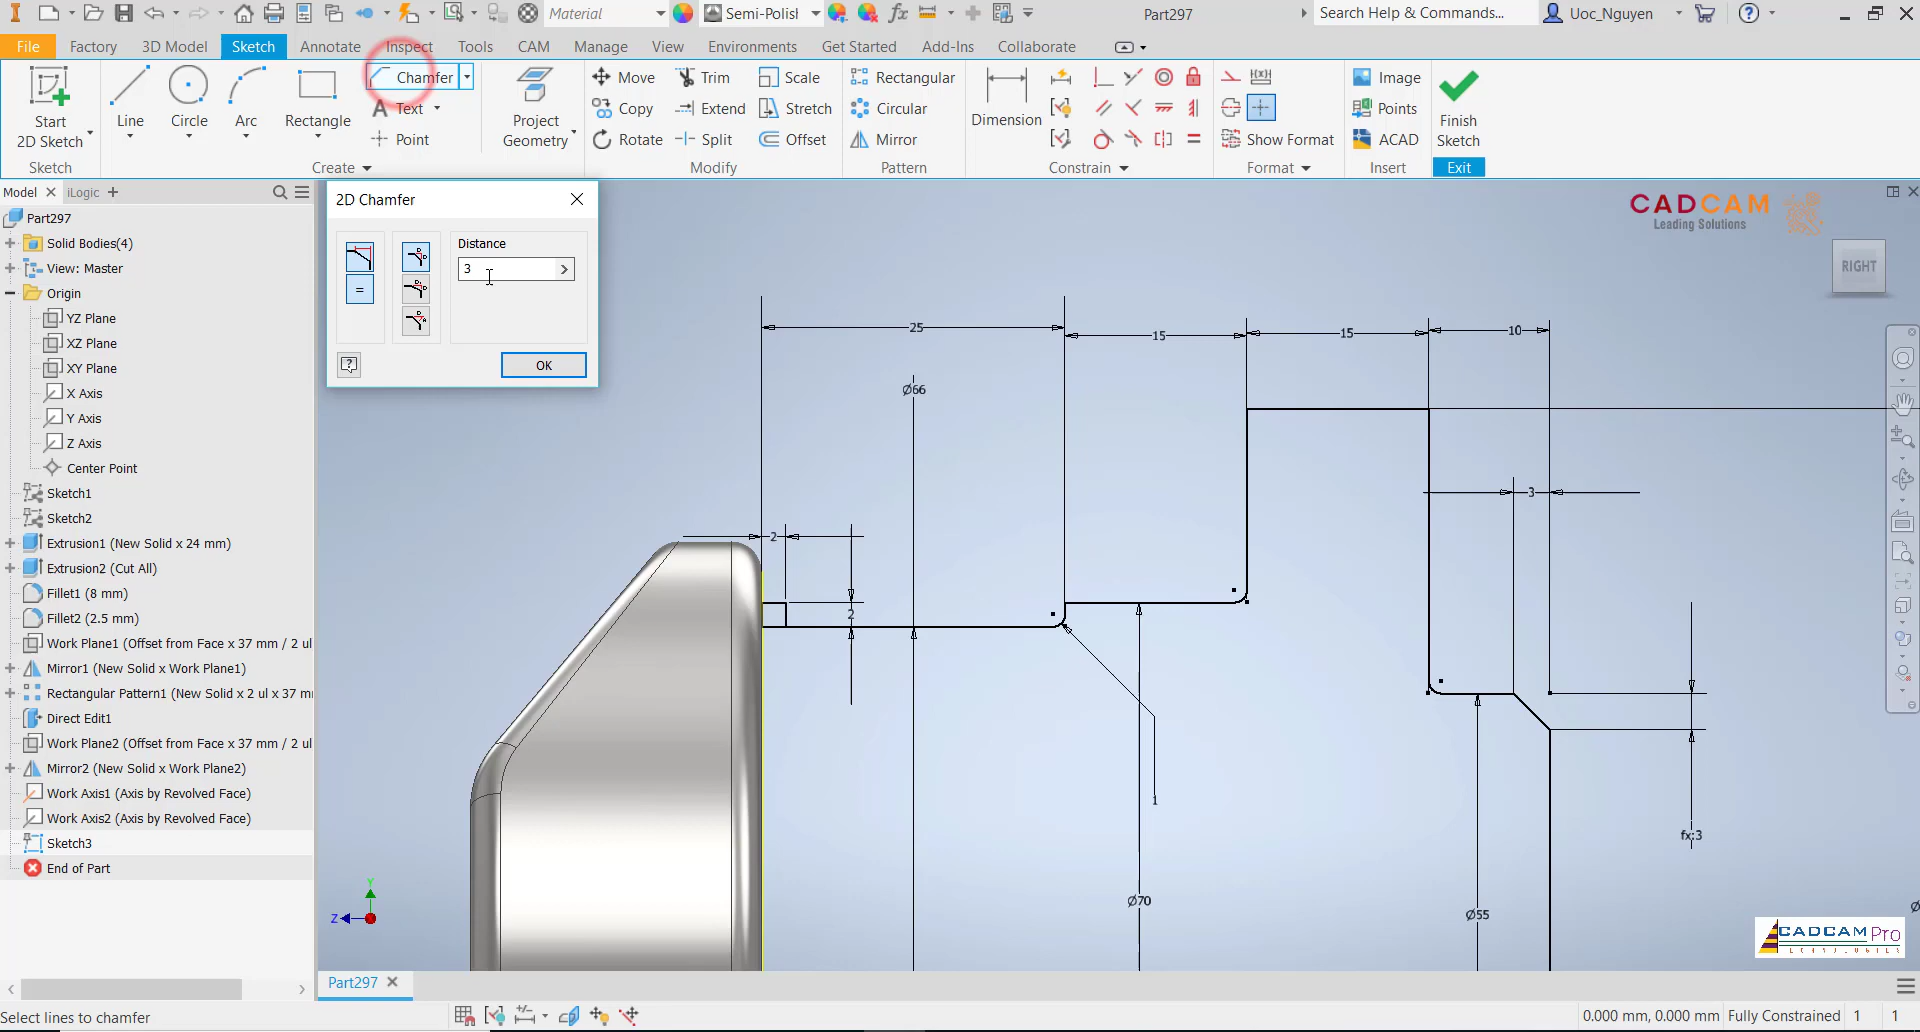 Material
Semi-Polisl
fx
Part297
Search Help & Commands...
Uoc_Nguyen
File
Factory
3D Model
Sketch
Annotate
Inspect
Tools
CAM
Manage
View
Environments
Get Started
Add-Ins
Collaborate
Start
2D Sketch
Line
Circle
Arc
Rectangle
Chamfer
A Text
Point
Project
Geometry
Move
Copy
Rotate
Trim
Extend
Split
Scale
Stretch
Offset
Rectangular
Circular
Mirror
Dimension
Show Format
Image
Points
ACAD
Finish
Sketch
Sketch
Create
Modify
Pattern
Constrain
Format
Insert
Exit
Model
iLogic
Part297
Solid Bodies(4)
View: Master
Origin
YZ Plane
XZ Plane
XY Plane
X Axis
Y Axis
Z Axis
Center Point
Sketch1
Sketch2
Extrusion1 (New Solid x 24 mm)
Extrusion2 (Cut All)
Fillet1 (8 mm)
Fillet2 (2.5 mm)
Work Plane1 (Offset from Face x 37 mm / 2 ul
Mirror1 (New Solid x Work Plane1)
Rectangular Pattern1 (New Solid x 2 ul x 37 m
Direct Edit1
Work Plane2 (Offset from Face x 37 mm / 2 ul
Mirror2 (New Solid x Work Plane2)
Work Axis1 (Axis by Revolved Face)
Work Axis2 (Axis by Revolved Face)
Sketch3
End of Part
2D Chamfer
Distance
3
=
OK
CADCAM
Leading Solutions
RIGHT
25
15
15
10
Ø66
3
2
2
1
fx:3
Ø70
Ø55
Ø
Y
Z
CADCAM Pro
Part297
Select lines to chamfer
0.000 mm, 0.000 mm
Fully Constrained
1
1